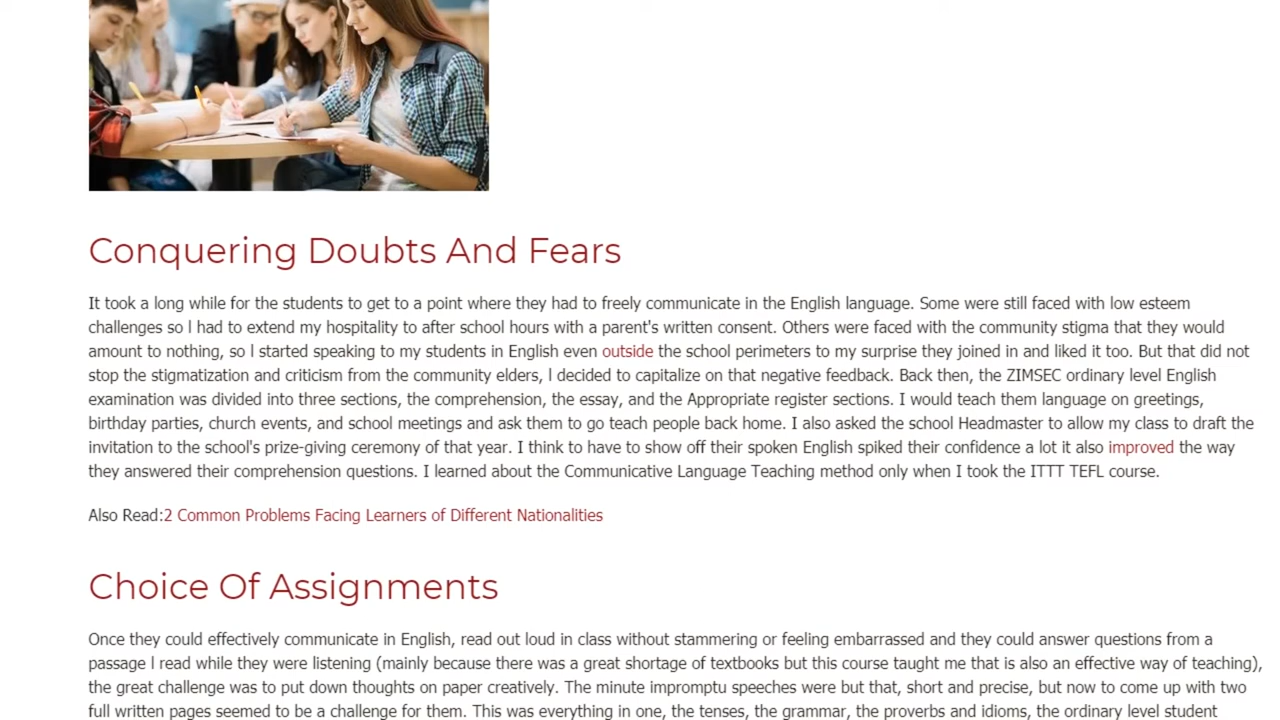 Conquering Doubts And Fears
It took a long while for the students to get to a point where they had to freely communicate in the English language. Some were still faced with low esteem
challenges so I had to extend my hospitality to after school hours with a parent's written consent. Others were faced with the community stigma that they would
amount to nothing, so I started speaking to my students in English even outside the school perimeters to my surprise they joined in and liked it too. But that did not
stop the stigmatization and criticism from the community elders, I decided to capitalize on that negative feedback. Back then, the ZIMSEC ordinary level English
examination was divided into three sections, the comprehension, the essay, and the Appropriate register sections. I would teach them language on greetings,
birthday parties, church events, and school meetings and ask them to go teach people back home. I also asked the school Headmaster to allow my class to draft the
invitation to the school's prize-giving ceremony of that year. I think to have to show off their spoken English spiked their confidence a lot it also improved the way
they answered their comprehension questions. I learned about the Communicative Language Teaching method only when I took the ITTT TEFL course.
Also Read:2 Common Problems Facing Learners of Different Nationalities
Choice Of Assignments
Once they could effectively communicate in English, read out loud in class without stammering or feeling embarrassed and they could answer questions from a
passage I read while they were listening (mainly because there was a great shortage of textbooks but this course taught me that is also an effective way of teaching),
the great challenge was to put down thoughts on paper creatively. The minute impromptu speeches were but that, short and precise, but now to come up with two
full written pages seemed to be a challenge for them. This was everything in one, the tenses, the grammar, the proverbs and idioms, the ordinary level student